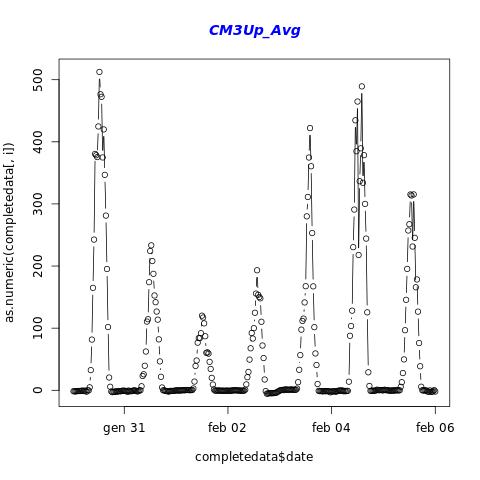 CM3Up_Avg
as.numeric(completedata[, i])
500
400
300
200
100
0
gen 31
feb 02
feb 04
feb 06
completedata$date